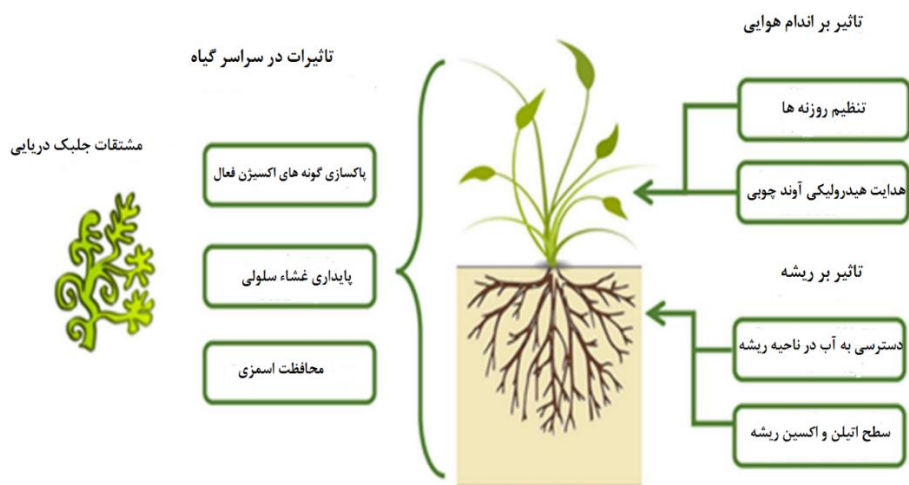 تاثیر بر اندام هوایی
تنظیم روزنه ها
هدایت هیدرولیکی آوند چوبی
تاثیر بر ریشه
دسترسی به آب در ناحیه ریشه
سطح اتیلن و اکسین ریشه
تاثیرات در سراسر گیاه
پاکسازی گونه های اکسیژن فعال
پایداری غشاء سلولی
محافظت اسمزی
مشتقات جلبک دریایی